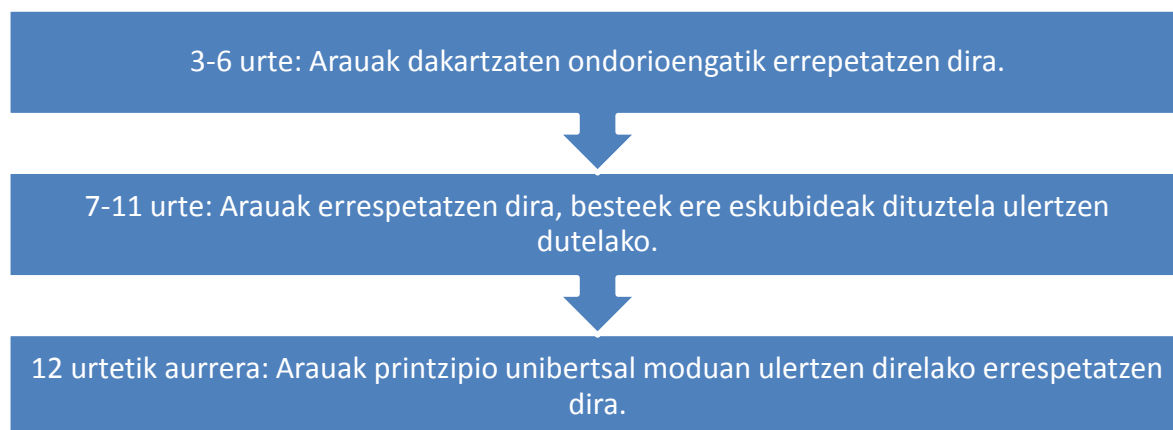 3-6 urte: Arauak dakartzaten ondorioengatik errepetatzen dira.
7-11 urte: Arauak errespetatzen dira, besteek ere eskubideak dituztela ulertzen
dutelako.
12 urtetik aurrera: Arauak printzipio unibertsal moduan ulertzen direlako errespetatzen
dira.